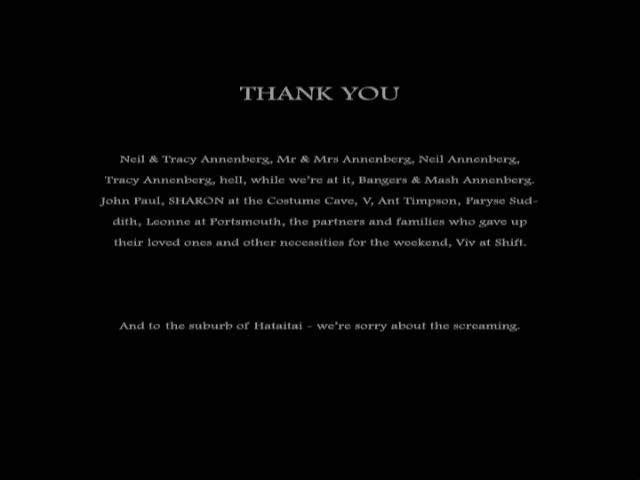 THANK YOU
Neil & Tracy Annenberg, Mr & Mrs Annenberg, Neil Annenberg,
Tracy Annenberg, hell, while we're at it, Bangers & Mash Annenberg.
John Paul, SHARON at the Costume Cave, V, Ant Timpson, Paryse Sud-
dith, Leonne at Portsmouth, the partners and families who gave up
their loved ones and other necessities for the weekend, Viv at Shift.
And to the suburb of Hataitai - we're sorry about the screaming.